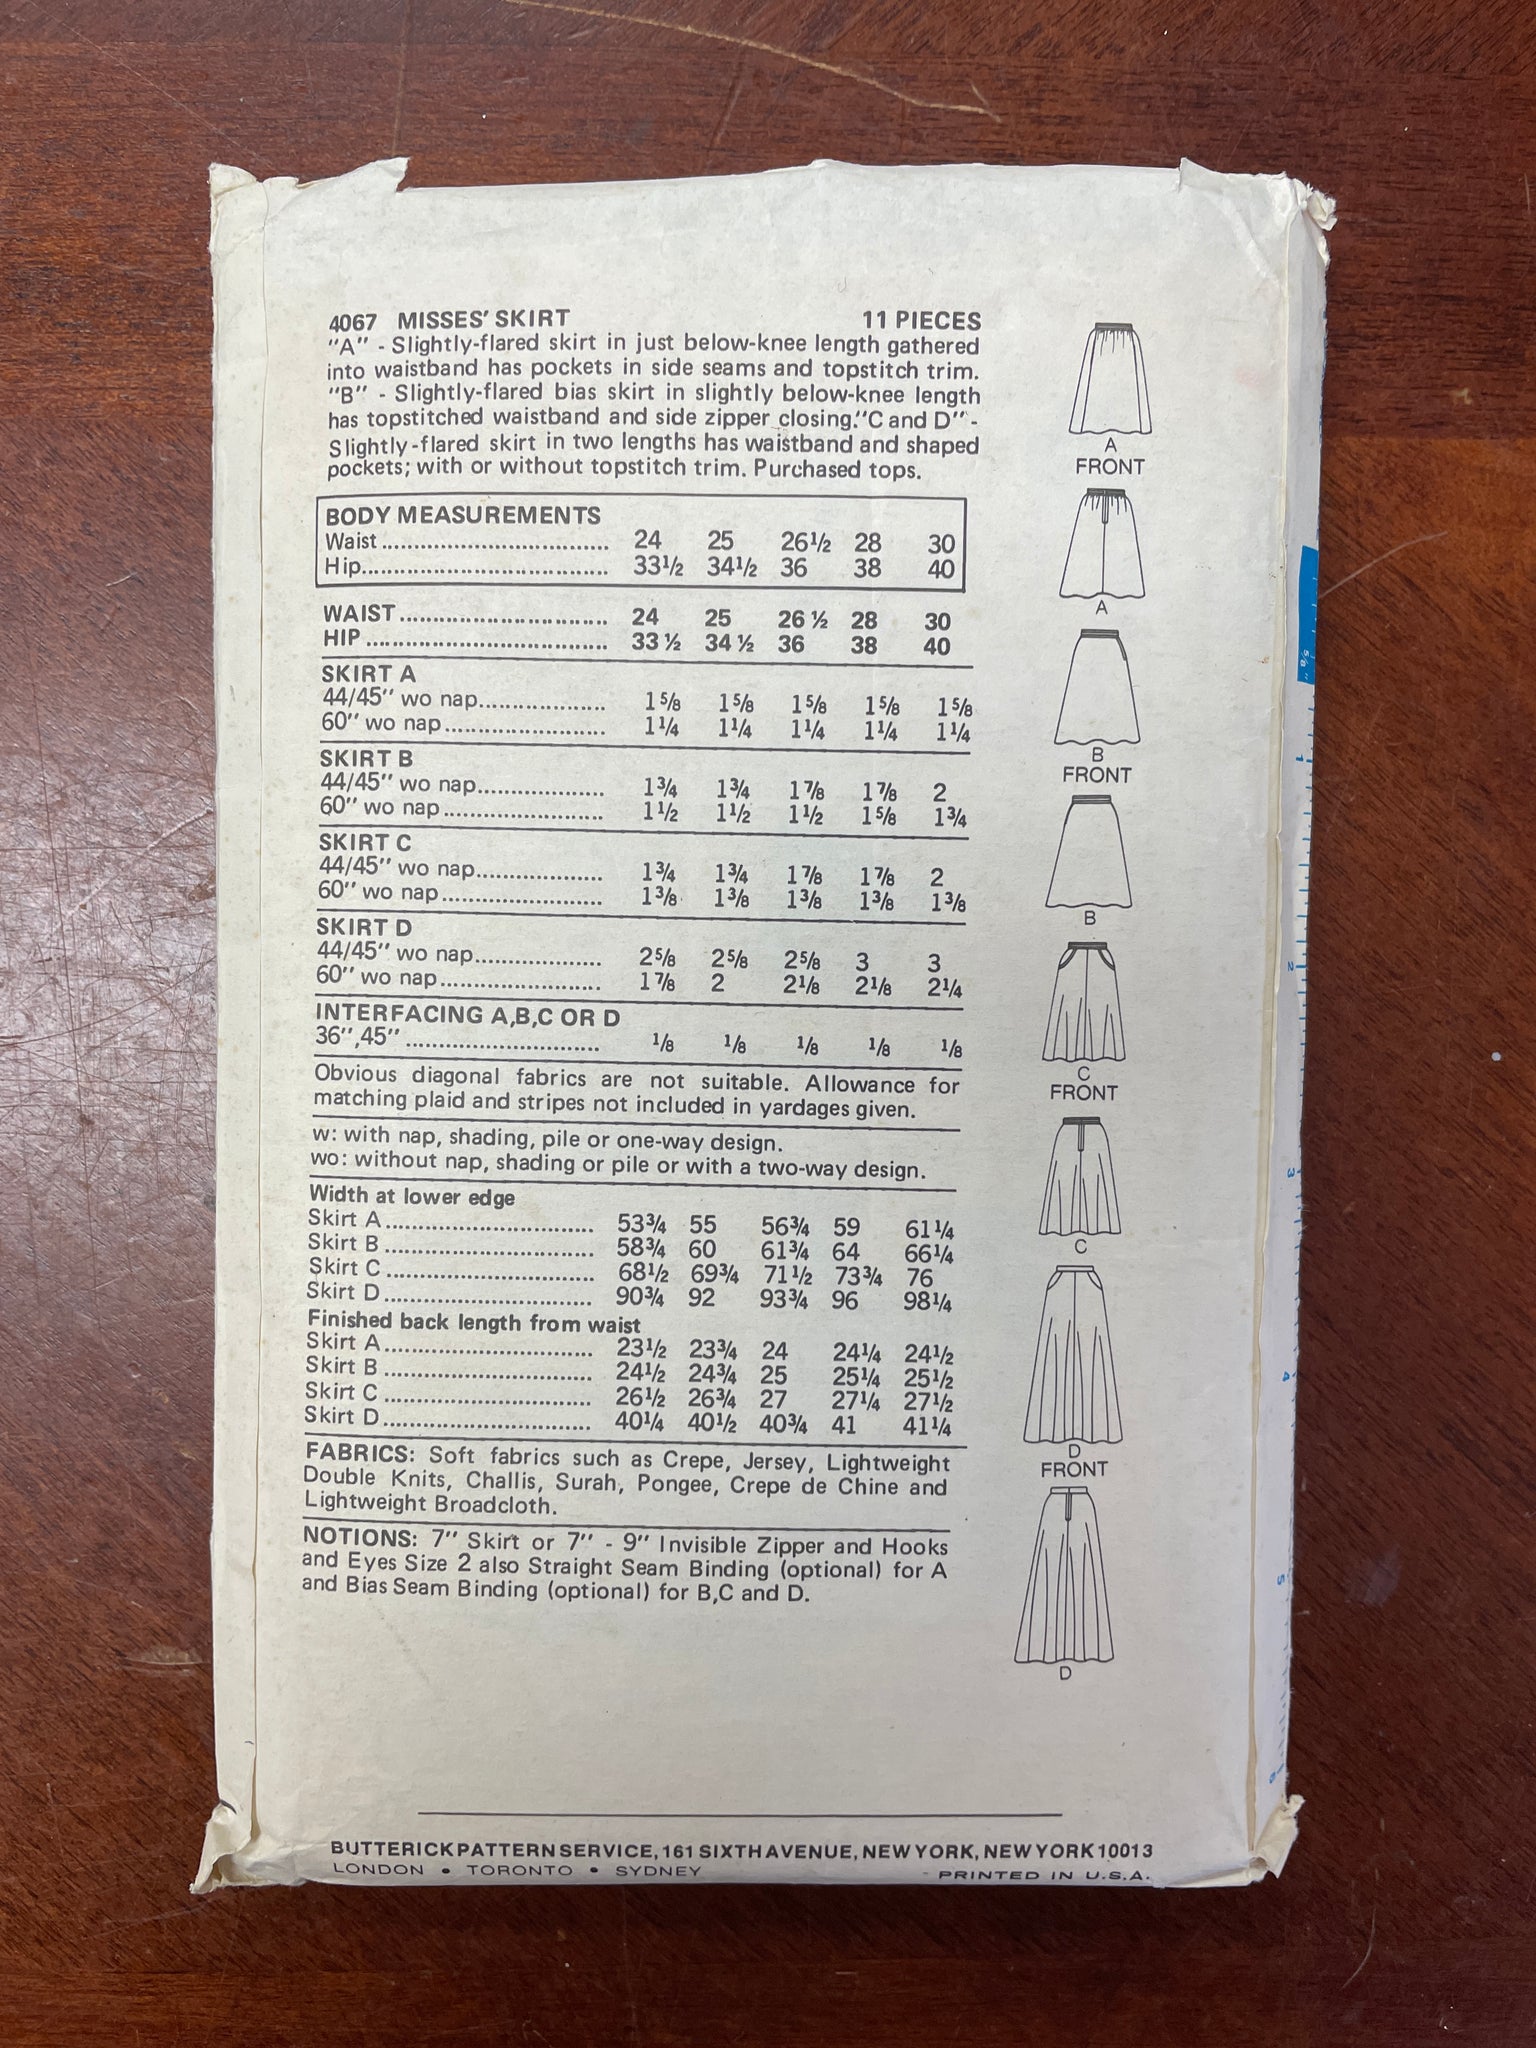 4067 MISSES' SKIRT 11 PIECES
"A" - Slightly-flared skirt in just below-knee length gathered
into waistband has pockets in side seams and topstitch trim.
"B" - Slightly-flared bias skirt in slightly below-knee length
has topstitched waistband and side zipper closing."C and D" -
Slightly-flared skirt in two lengths has waistband and shaped
pockets; with or without topstitch trim. Purchased tops.
BODY MEASUREMENTS
Waist................................ 24 25 26½ 28 30
Hip.................................. 33½ 34½ 36 38 40
WAIST................................ 24 25 26 ½ 28 30
HIP .................................. 33 ½ 34 ½ 36 38 40
SKIRT A
44/45" wo nap................... 1⅝ 1⅝ 1⅝ 1⅝ 1⅝
60" wo nap ........................ 1¼ 1¼ 1¼ 1¼ 1¼
SKIRT B
44/45" wo nap................... 1¾ 1¾ 1⅞ 1⅞ 2
60" wo nap ........................ 1½ 1½ 1½ 1⅝ 1¾
SKIRT C
44/45" wo nap................... 1¾ 1¾ 1⅞ 1⅞ 2
60" wo nap ........................ 1⅜ 1⅜ 1⅜ 1⅜ 1⅜
SKIRT D
44/45" wo nap................... 2⅝ 2⅝ 2⅝ 3 3
60" wo nap ........................ 1⅞ 2 2⅛ 2⅛ 2¼
INTERFACING A,B,C OR D
36",45" ............................. ⅛ ⅛ ⅛ ⅛ ⅛
Obvious diagonal fabrics are not suitable. Allowance for
matching plaid and stripes not included in yardages given.
w: with nap, shading, pile or one-way design.
wo: without nap, shading or pile or with a two-way design.
Width at lower edge
Skirt A............................... 53¾ 55 56¾ 59 61¼
Skirt B ............................... 58¾ 60 61¾ 64 66¼
Skirt C ............................... 68½ 69¾ 71½ 73¾ 76
Skirt D ............................... 90¾ 92 93¾ 96 98¼
Finished back length from waist
Skirt A............................... 23½ 23¾ 24 24¼ 24½
Skirt B ............................... 24½ 24¾ 25 25¼ 25½
Skirt C ............................... 26½ 26¾ 27 27¼ 27½
Skirt D............................... 40¼ 40½ 40¾ 41 41¼
FABRICS: Soft fabrics such as Crepe, Jersey, Lightweight
Double Knits, Challis, Surah, Pongee, Crepe de Chine and
Lightweight Broadcloth.
NOTIONS: 7" Skirt or 7" - 9" Invisible Zipper and Hooks
and Eyes Size 2 also Straight Seam Binding (optional) for A
and Bias Seam Binding (optional) for B,C and D.
A
FRONT
A
B
FRONT
B
C
FRONT
C
D
FRONT
D
BUTTERICK PATTERN SERVICE, 161 SIXTH AVENUE, NEW YORK, NEW YORK 10013
LONDON • TORONTO • SYDNEY PRINTED IN U.S.A.
5/8"
1
2
3
4
5
6